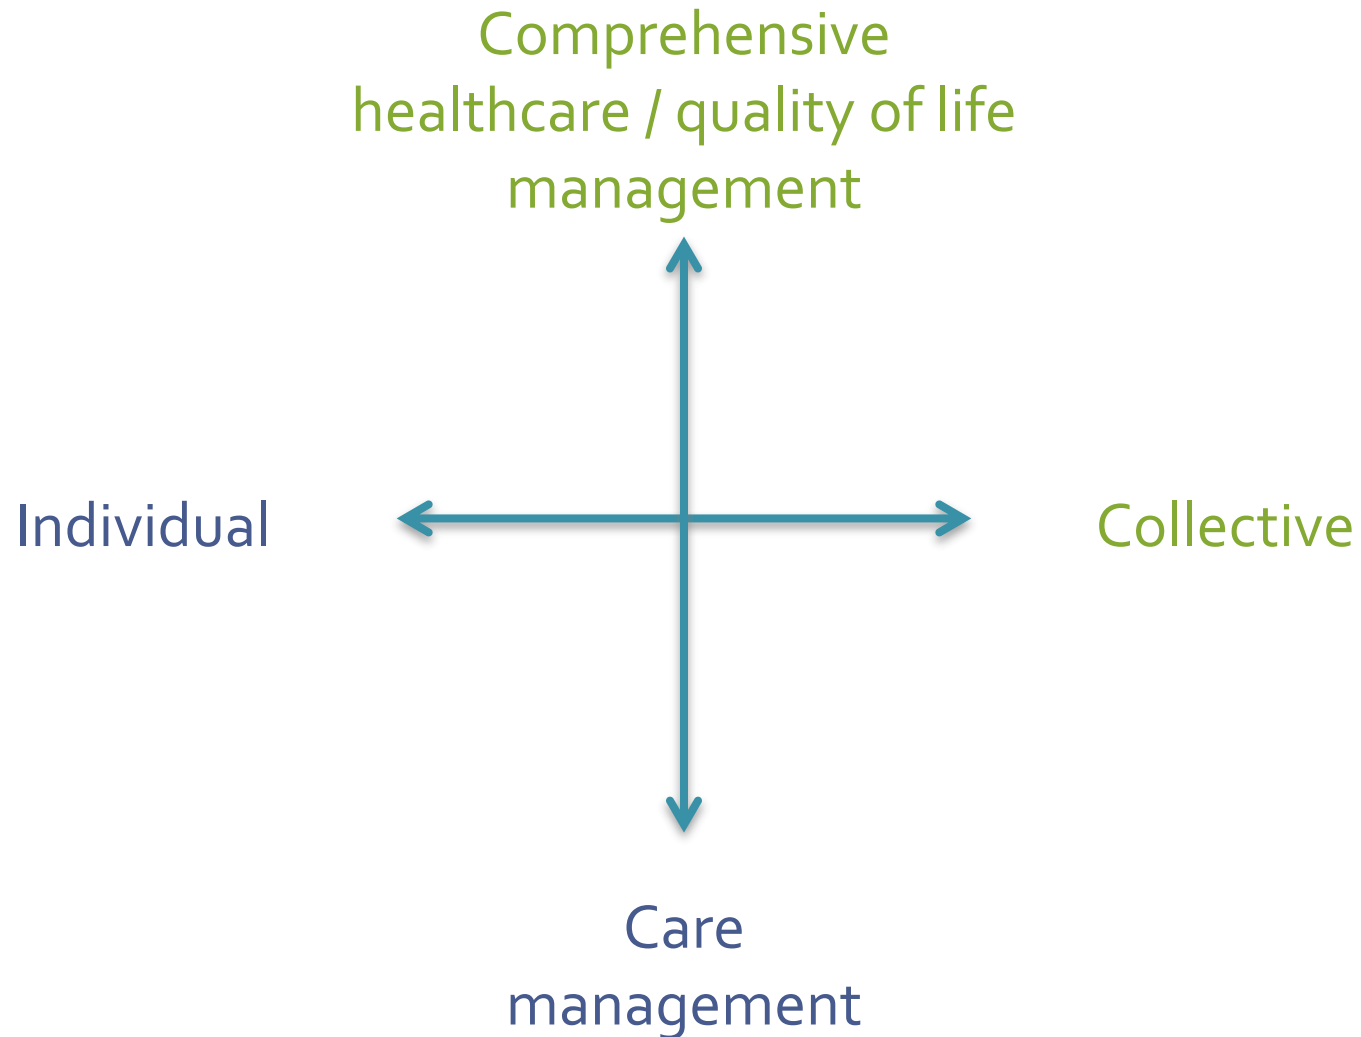 Comprehensive
healthcare / quality of life
management
Individual
Collective
Care
management